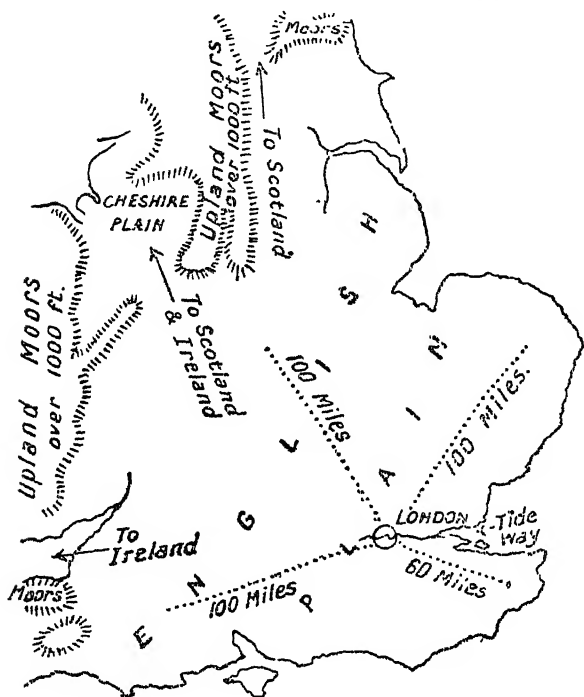 Moors
Upland Moors
over 1000 ft.
To Scotland
CHESHIRE
PLAIN
To Scotland
& Ireland
Upland Moors
over 1000 ft.
ENGLISH
PLAIN
100 Miles
100 Miles.
LONDON
Tide
way
60 Miles
100 Miles
To
Ireland
Moors